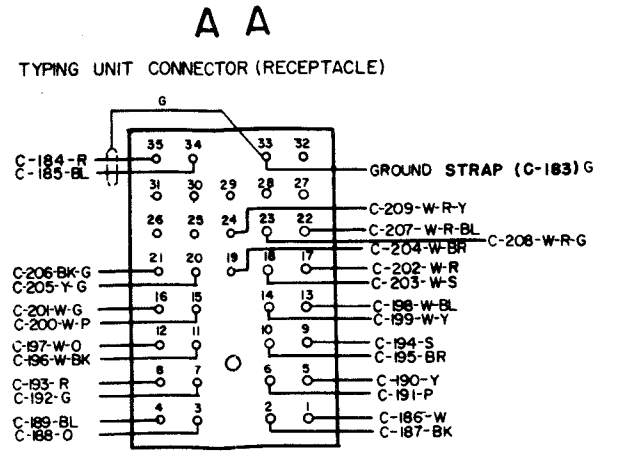 A A
TYPING UNIT CONNECTOR (RECEPTACLE)
G
35 34 33 32
C-184-R
C-185-BL
GROUND STRAP (C-183) G
31 30 29 28 27
C-209-W-R-Y
26 25 24 23 22
C-207-W-R-BL
C-208-W-R-G
C-204-W-BR
21 20 19 18 17
C-206-BK-G
C-205-Y-G
C-202-W-R
C-203-W-S
16 15 14 13
C-201-W-G
C-200-W-P
C-198-W-BL
C-199-W-Y
12 11 10 9
C-197-W-O
C-196-W-BK
C-194-S
C-195-BR
8 7 6 5
C-193-R
C-192-G
C-190-Y
C-191-P
4 3 2 1
C-189-BL
C-188-O
C-186-W
C-187-BK